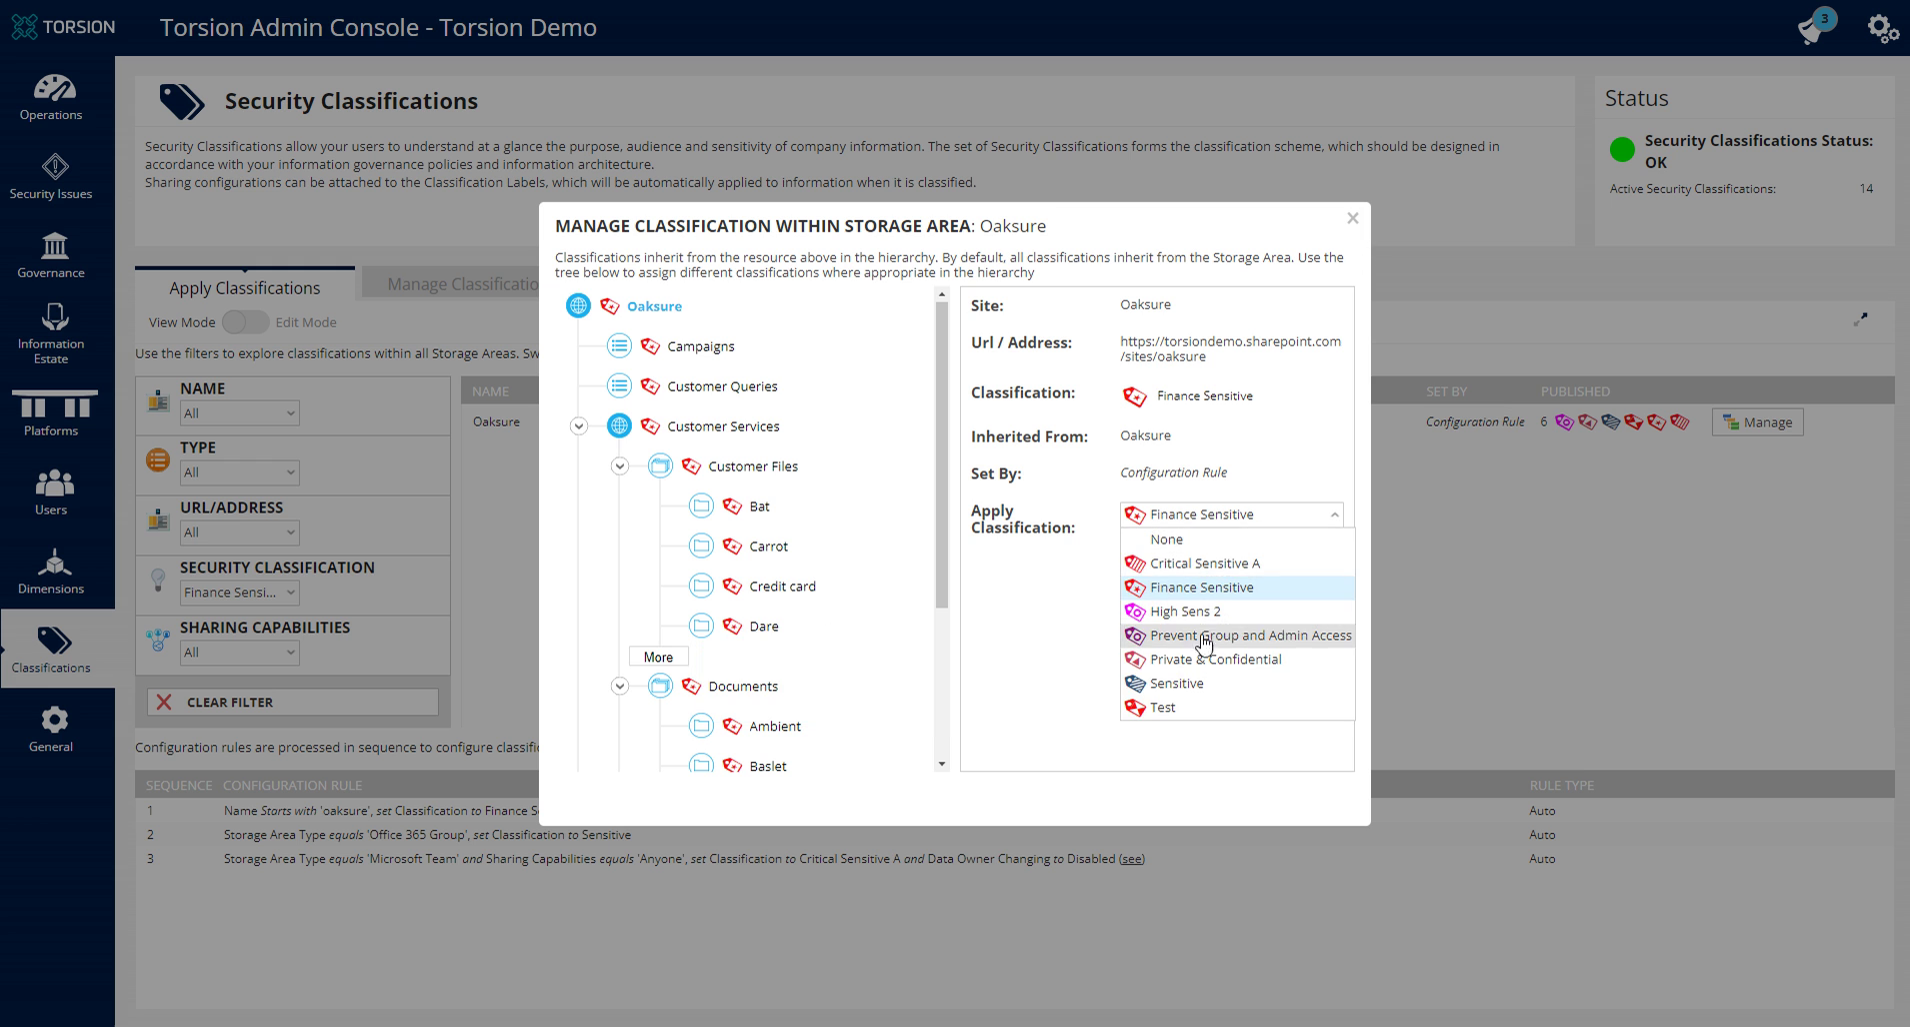 TORSION
Torsion Admin Console - Torsion Demo
3
Operations
Security Issues
Governance
Information
Estate
Platforms
Users
Dimensions
Classifications
General
Security Classifications
Security Classifications allow your users to understand at a glance the purpose, audience and sensitivity of company information. The set of Security Classifications forms the classification scheme, which should be designed in
accordance with your information governance policies and information architecture.
Sharing configurations can be attached to the Classification Labels, which will be automatically applied to information when it is classified.
Status
Security Classifications Status:
OK
Active Security Classifications: 14
Apply Classifications
Manage Classificatio
View Mode Edit Mode
Use the filters to explore classifications within all Storage Areas. Sw
NAME
All
TYPE
All
URL/ADDRESS
All
SECURITY CLASSIFICATION
Finance Sensi...
SHARING CAPABILITIES
All
CLEAR FILTER
NAME SET BY PUBLISHED
Oaksure Configuration Rule 6 Manage
MANAGE CLASSIFICATION WITHIN STORAGE AREA: Oaksure
Classifications inherit from the resource above in the hierarchy. By default, all classifications inherit from the Storage Area. Use the
tree below to assign different classifications where appropriate in the hierarchy
Oaksure
Campaigns
Customer Queries
Customer Services
Customer Files
Bat
Carrot
Credit card
Dare
More
Documents
Ambient
Baslet
Site: Oaksure
Url / Address: https://torsiondemo.sharepoint.com
/sites/oaksure
Classification: Finance Sensitive
Inherited From: Oaksure
Set By: Configuration Rule
Apply
Classification:
Finance Sensitive
None
Critical Sensitive A
Finance Sensitive
High Sens 2
Prevent Group and Admin Access
Private & Confidential
Sensitive
Test
Configuration rules are processed in sequence to configure classifi
SEQUENCE CONFIGURATION RULE RULE TYPE
1 Name Starts with 'oaksure', set Classification to Finance S Auto
2 Storage Area Type equals 'Office 365 Group', set Classification to Sensitive Auto
3 Storage Area Type equals 'Microsoft Team' and Sharing Capabilities equals 'Anyone', set Classification to Critical Sensitive A and Data Owner Changing to Disabled (see) Auto